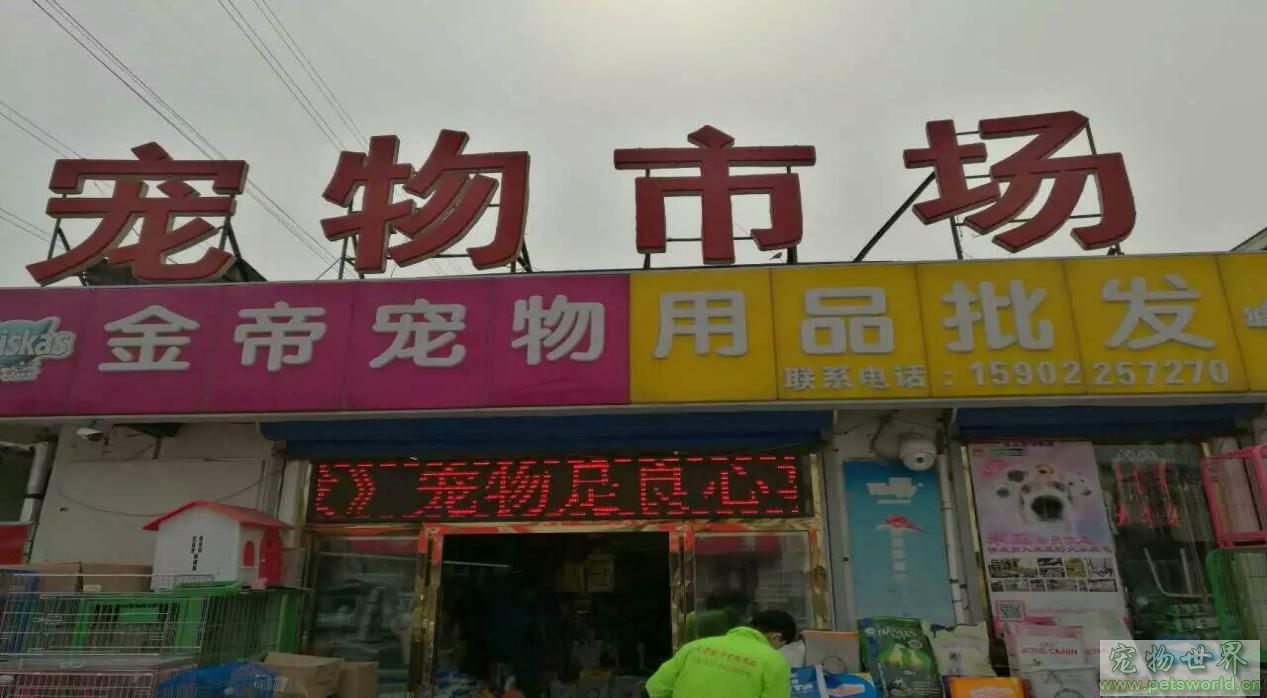 宠物市场
金帝宠物用品批发
联系电话：15902257270
》宠物是良心
ROYAL CANIN
宠物世界
www.petsworld.cn